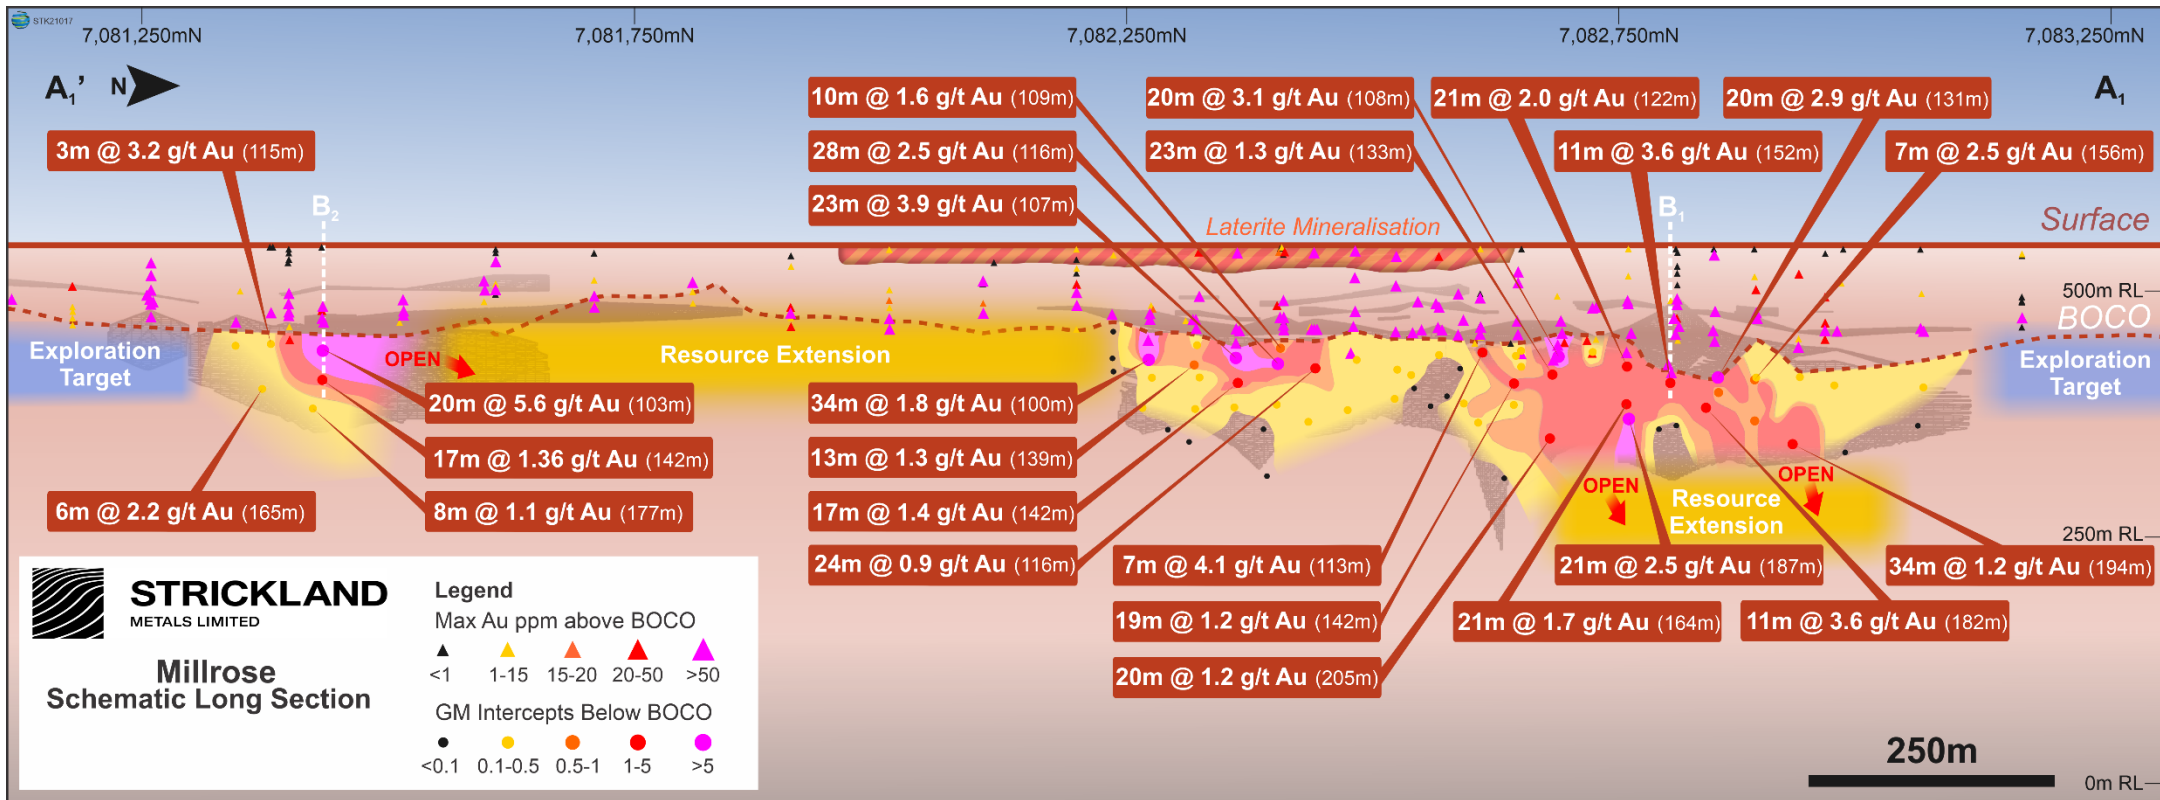 STK21017
7,081,250mN
7,081,750mN
7,082,250mN
7,082,750mN
7,083,250mN
A1'
N
A1
10m @ 1.6 g/t Au (109m)
20m @ 3.1 g/t Au (108m)
21m @ 2.0 g/t Au (122m)
20m @ 2.9 g/t Au (131m)
3m @ 3.2 g/t Au (115m)
28m @ 2.5 g/t Au (116m)
23m @ 1.3 g/t Au (133m)
11m @ 3.6 g/t Au (152m)
7m @ 2.5 g/t Au (156m)
23m @ 3.9 g/t Au (107m)
B2
B1
Laterite Mineralisation
Surface
500m RL
BOCO
Exploration
Target
OPEN
Resource Extension
Exploration
Target
20m @ 5.6 g/t Au (103m)
34m @ 1.8 g/t Au (100m)
17m @ 1.36 g/t Au (142m)
13m @ 1.3 g/t Au (139m)
OPEN
Resource
Extension
OPEN
6m @ 2.2 g/t Au (165m)
8m @ 1.1 g/t Au (177m)
17m @ 1.4 g/t Au (142m)
250m RL
24m @ 0.9 g/t Au (116m)
7m @ 4.1 g/t Au (113m)
21m @ 2.5 g/t Au (187m)
34m @ 1.2 g/t Au (194m)
19m @ 1.2 g/t Au (142m)
21m @ 1.7 g/t Au (164m)
11m @ 3.6 g/t Au (182m)
20m @ 1.2 g/t Au (205m)
STRICKLAND
METALS LIMITED
Millrose
Schematic Long Section
Legend
Max Au ppm above BOCO
<1 1-15 15-20 20-50 >50
GM Intercepts Below BOCO
<0.1 0.1-0.5 0.5-1 1-5 >5
250m
0m RL